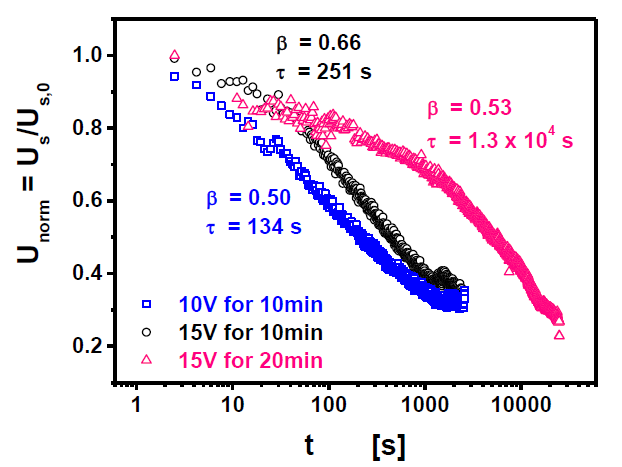 β = 0.66
τ = 251 s
β = 0.53
τ = 1.3 x 10⁴ s
β = 0.50
τ = 134 s
10V for 10min
15V for 10min
15V for 20min
U_norm = U_s/U_s,0
1.0
0.8
0.6
0.4
0.2
1 10 100 1000 10000
t [s]